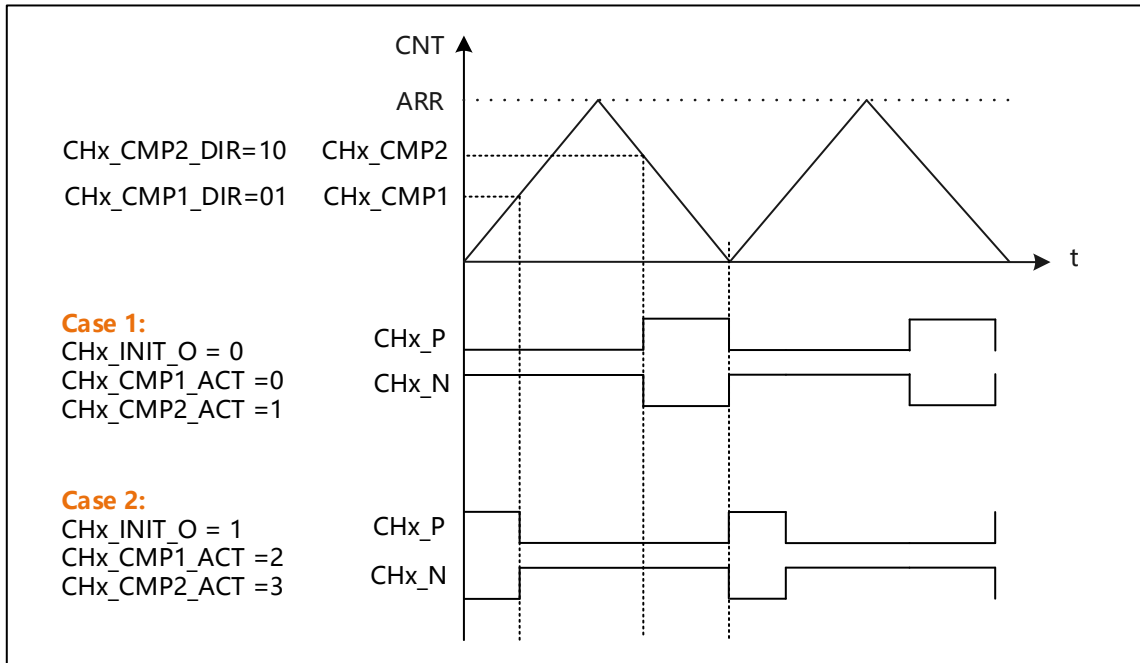 CNT
ARR
CHx_CMP2_DIR=10 CHx_CMP2
CHx_CMP1_DIR=01 CHx_CMP1
t
Case 1:
CHx_INIT_O = 0
CHx_CMP1_ACT =0
CHx_CMP2_ACT =1
CHx_P
CHx_N
Case 2:
CHx_INIT_O = 1
CHx_CMP1_ACT =2
CHx_CMP2_ACT =3
CHx_P
CHx_N